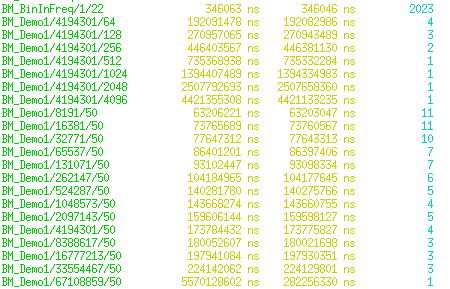 BM_BinInFreq/1/22 346063 ns 346046 ns 2023
BM_Demo1/4194301/64 192091478 ns 192082986 ns 4
BM_Demo1/4194301/128 270957065 ns 270943489 ns 3
BM_Demo1/4194301/256 446403567 ns 446381130 ns 2
BM_Demo1/4194301/512 735368938 ns 735332284 ns 1
BM_Demo1/4194301/1024 1394407489 ns 1394334983 ns 1
BM_Demo1/4194301/2048 2507792693 ns 2507658360 ns 1
BM_Demo1/4194301/4096 4421355308 ns 4421133235 ns 1
BM_Demo1/8191/50 63206221 ns 63203047 ns 11
BM_Demo1/16381/50 73765689 ns 73760567 ns 11
BM_Demo1/32771/50 77647312 ns 77643313 ns 10
BM_Demo1/65537/50 86401201 ns 86397406 ns 7
BM_Demo1/131071/50 93102447 ns 93098334 ns 7
BM_Demo1/262147/50 104184965 ns 104177645 ns 6
BM_Demo1/524287/50 140281780 ns 140275766 ns 5
BM_Demo1/1048573/50 143668274 ns 143660755 ns 4
BM_Demo1/2097143/50 159606144 ns 159598127 ns 5
BM_Demo1/4194301/50 173784432 ns 173775827 ns 4
BM_Demo1/8388617/50 180052607 ns 180021698 ns 3
BM_Demo1/16777213/50 197941084 ns 197930351 ns 3
BM_Demo1/33554467/50 224142062 ns 224129801 ns 3
BM_Demo1/67108859/50 5570128602 ns 282256330 ns 1